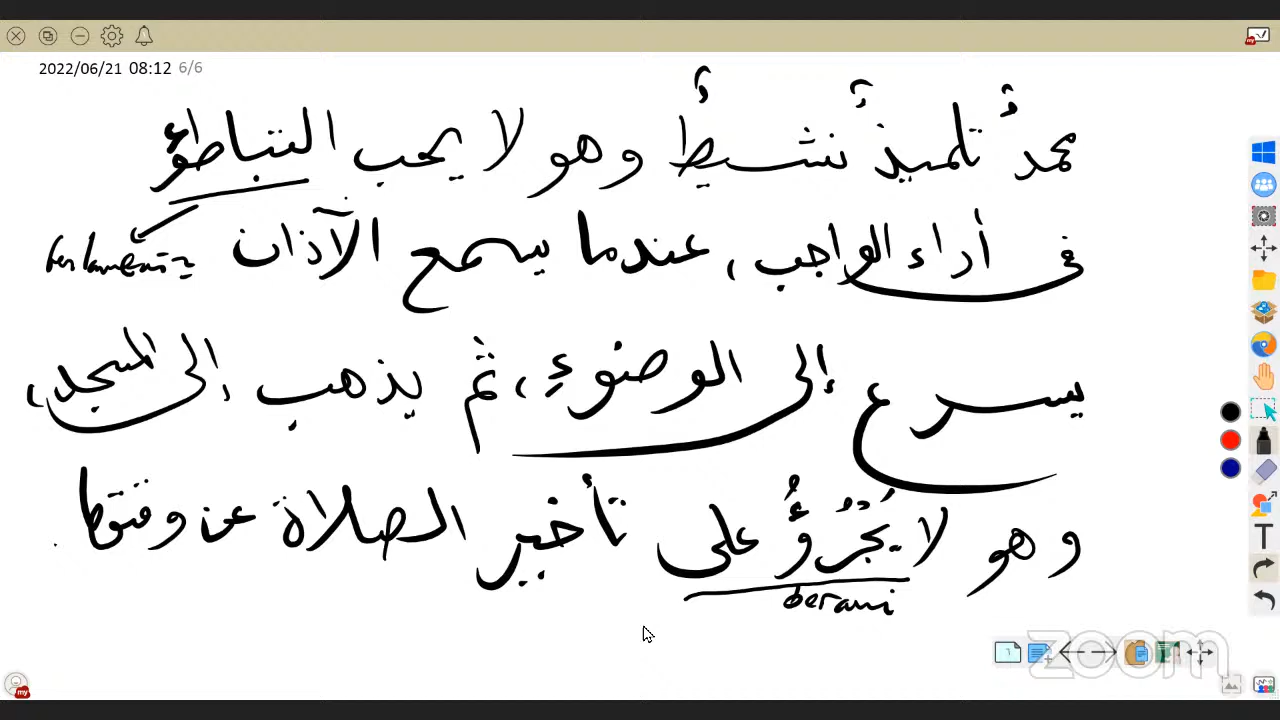 2022/06/21 08:12 6/6
محمدٌ تلميذٌ نشيطٌ وهو لا يحب التباطؤ
في أداء الواجب، عندما يسمع الآذان
يسرع إلى الوضوءِ، ثم يذهب إلى المسجد،
وهو لا يَجْرُؤُ على تأخير الصلاة عن وقتها
berani
zoom